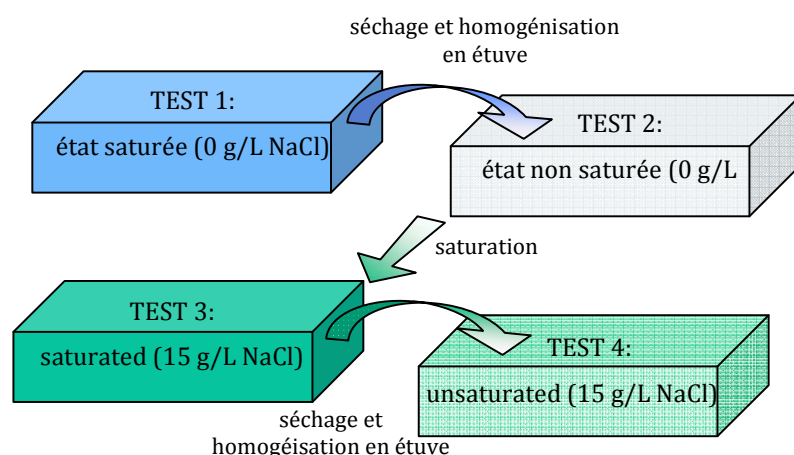 séchage et homogénisation
en étuve
TEST 1:
état saturée (0 g/L NaCl)
TEST 2:
état non saturée (0 g/L
saturation
TEST 3:
saturated (15 g/L NaCl)
TEST 4:
unsaturated (15 g/L NaCl)
séchage et
homogéisation en étuve